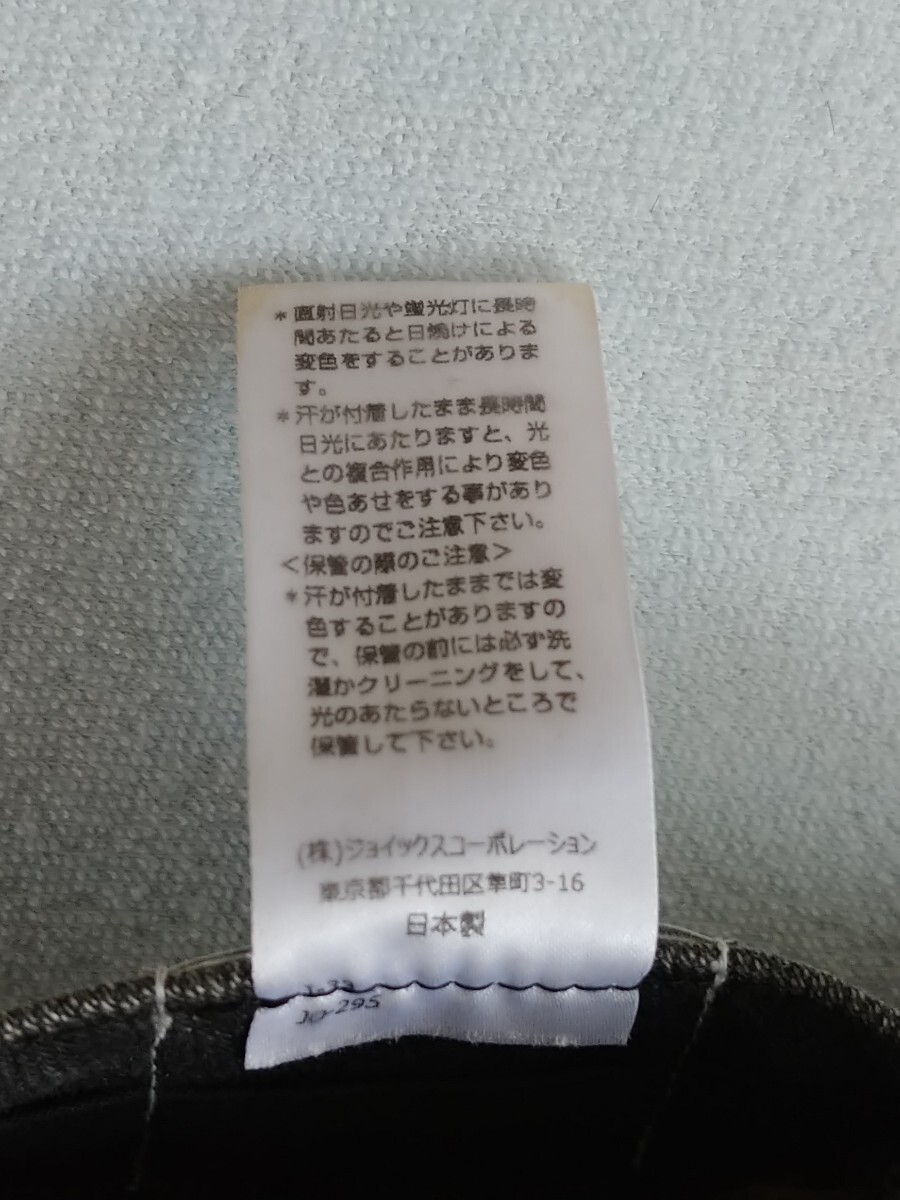 ＊直射日光や蛍光灯に長時
間あたると日焼けによる
変色をすることがありま
す。
＊汗が付着したまま長時間
日光にあたりますと、光
との複合作用により変色
や色あせをする事があり
ますのでご注意下さい。
＜保管の際のご注意＞
＊汗が付着したままでは変
色することがありますの
で、保管の前には必ず洗
濯かクリーニングをして、
光のあたらないところで
保管して下さい。
(株)ジョイックスコーポレーション
東京都千代田区隼町3-16
日本製
JO-295